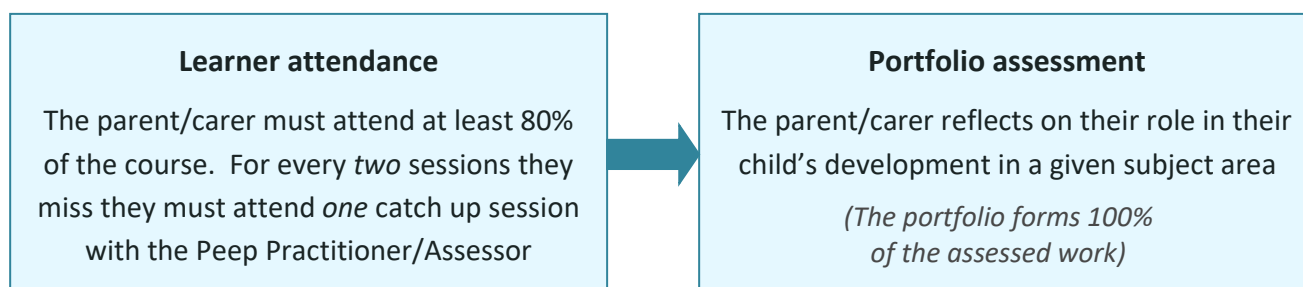 Learner attendance
The parent/carer must attend at least 80%
of the course.  For every two sessions they
miss they must attend one catch up session
with the Peep Practitioner/Assessor
Portfolio assessment
The parent/carer reflects on their role in their
child’s development in a given subject area
(The portfolio forms 100%
of the assessed work)